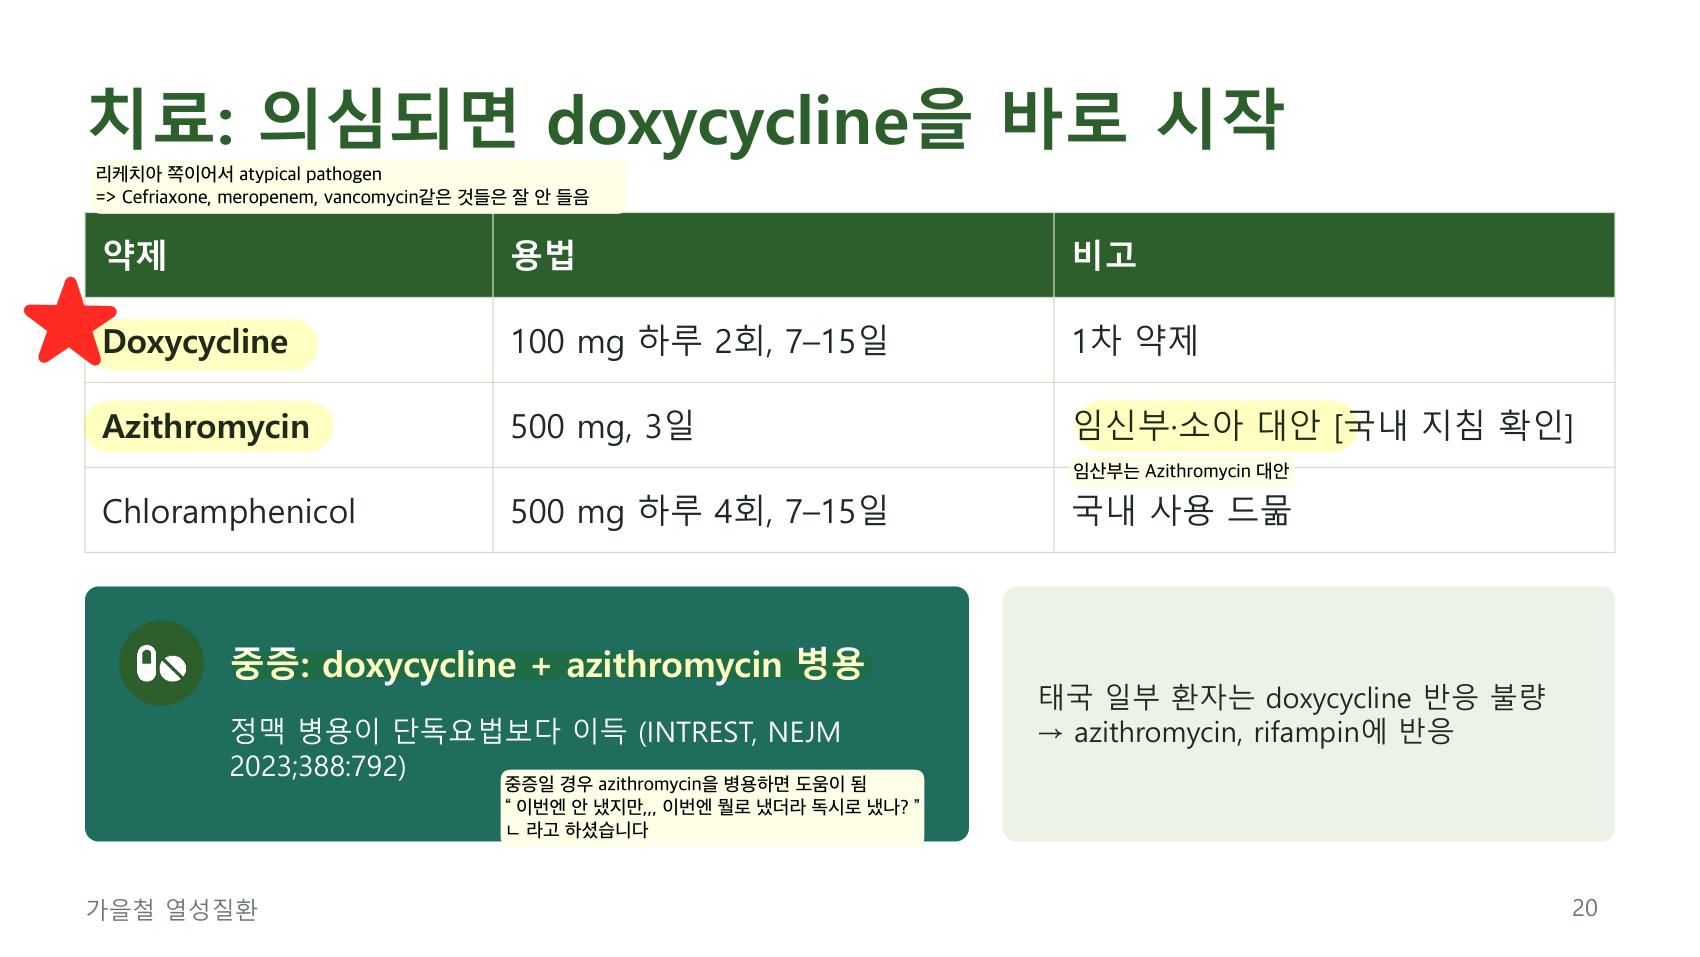 치료: 의심되면 doxycycline을 바로 시작
리케치아 쪽이어서 atypical pathogen
=> Cefriaxone, meropenem, vancomycin같은 것들은 잘 안 들음
약제 용법 비고
Doxycycline 100 mg 하루 2회, 7–15일 1차 약제
Azithromycin 500 mg, 3일 임신부·소아 대안 [국내 지침 확인]
임산부는 Azithromycin 대안
Chloramphenicol 500 mg 하루 4회, 7–15일 국내 사용 드묾
중증: doxycycline + azithromycin 병용
정맥 병용이 단독요법보다 이득 (INTREST, NEJM
2023;388:792)
중증일 경우 azithromycin을 병용하면 도움이 됨
“ 이번엔 안 냈지만,,, 이번엔 뭘로 냈더라 독시로 냈나? ”
ㄴ 라고 하셨습니다
태국 일부 환자는 doxycycline 반응 불량
→ azithromycin, rifampin에 반응
가을철 열성질환
20